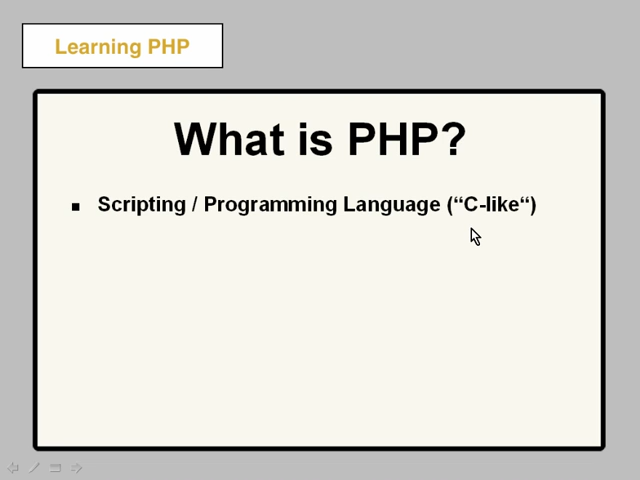 Learning PHP
What is PHP?
▪ Scripting / Programming Language (“C-like“)